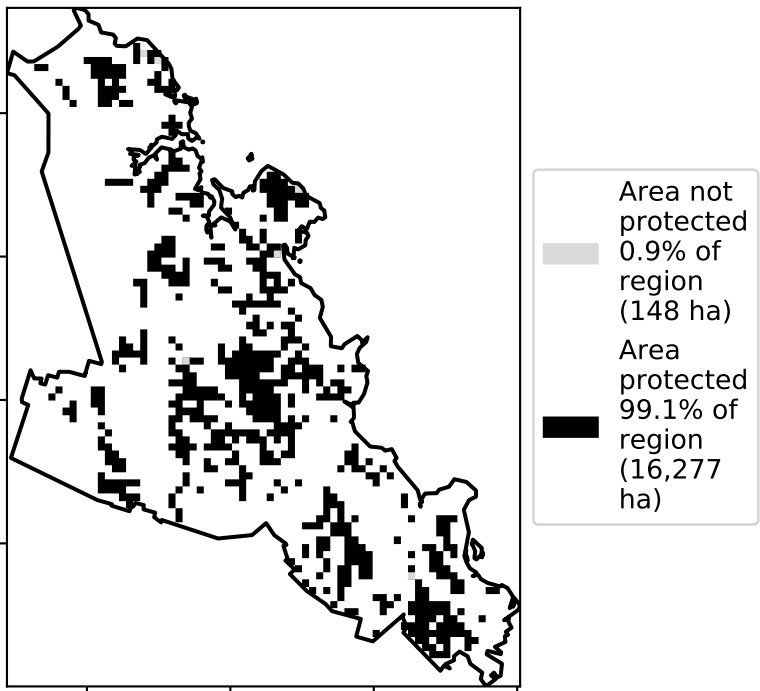 Area not
protected
0.9% of
region
(148 ha)
Area
protected
99.1% of
region
(16,277
ha)